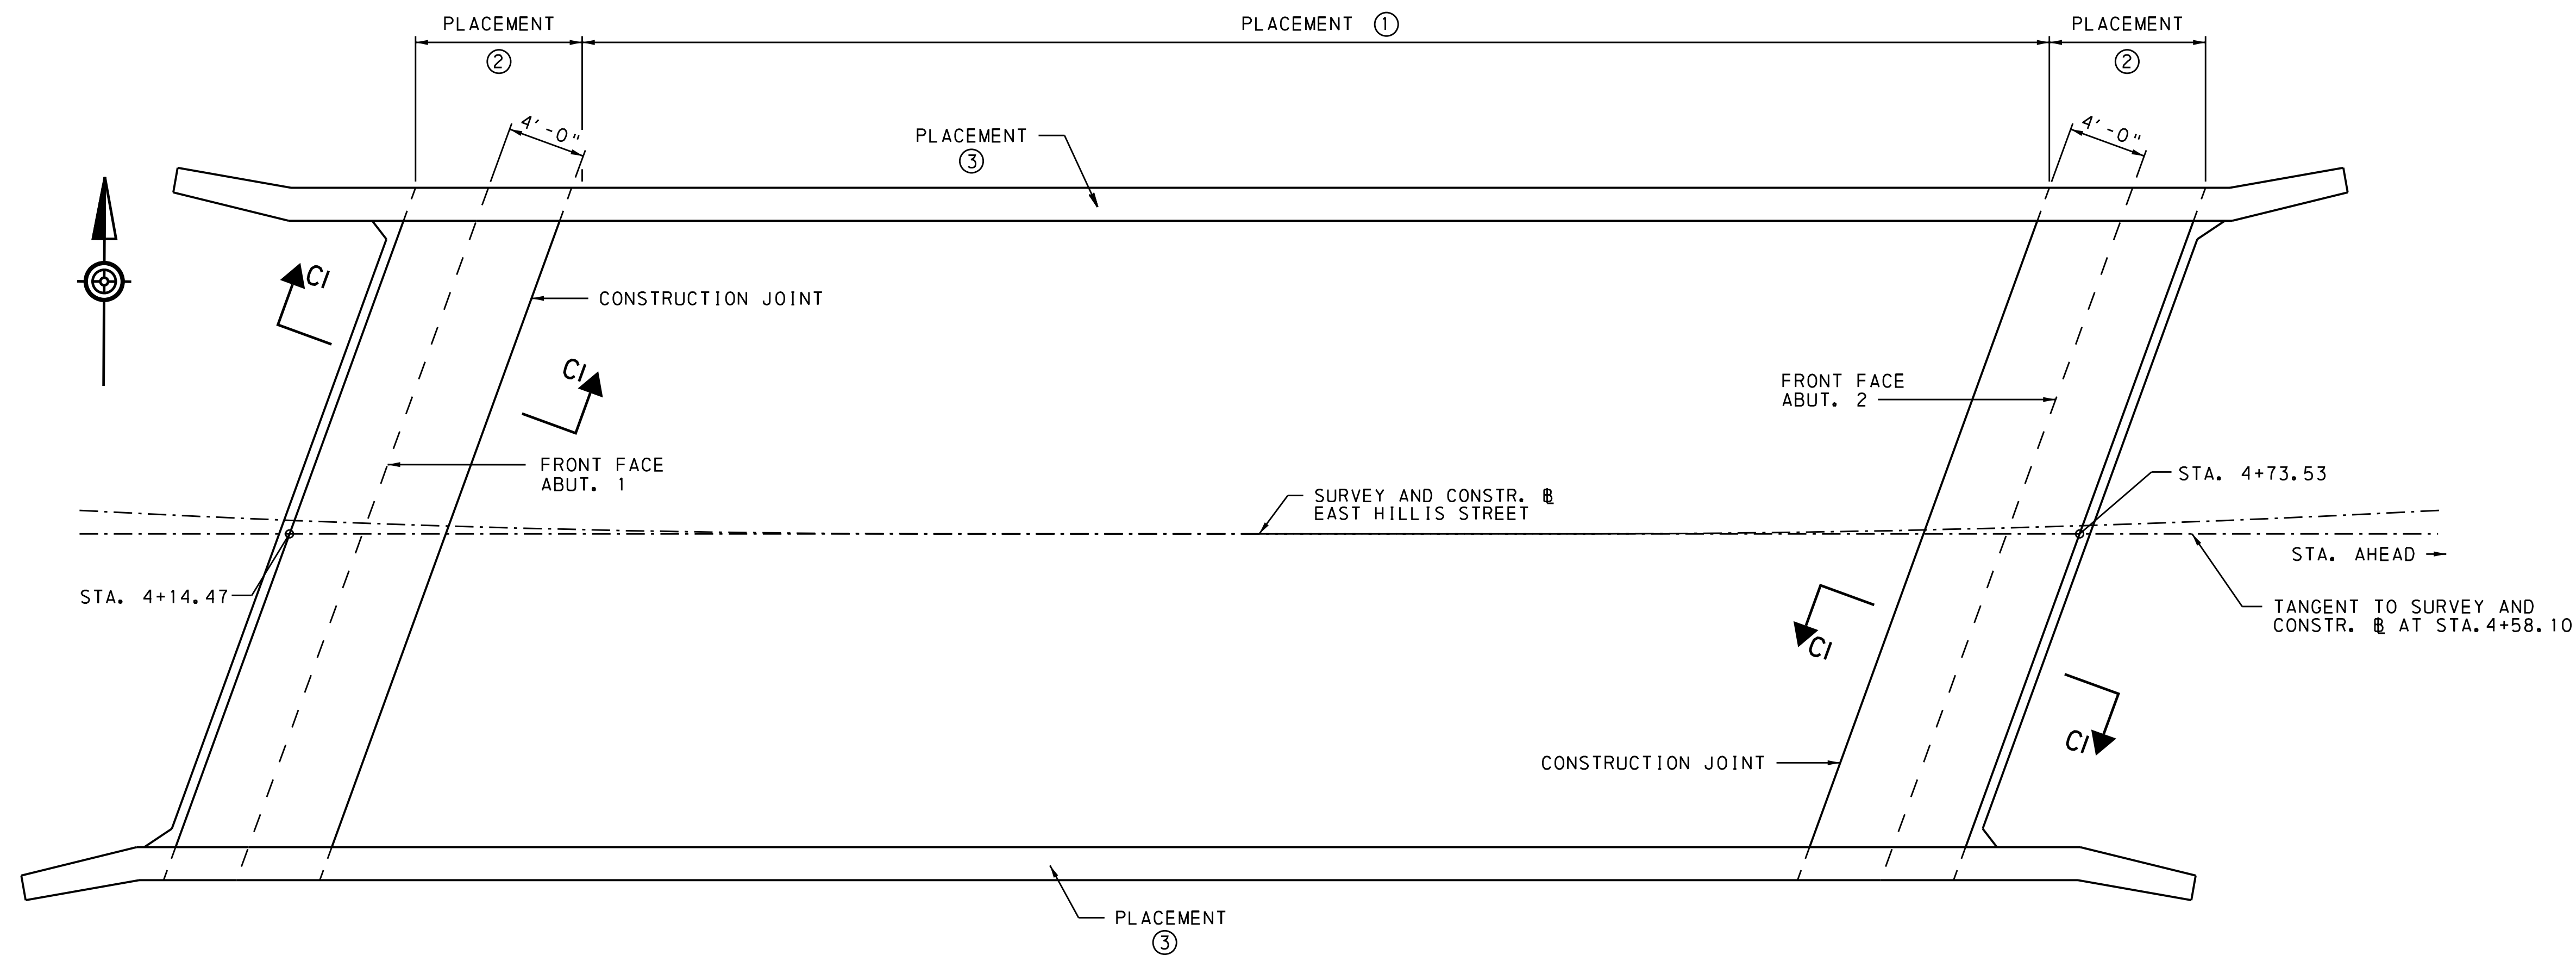 PLACEMENT
②
PLACEMENT ①
PLACEMENT
②
4'-0"
4'-0"
PLACEMENT
③
CI
CONSTRUCTION JOINT
CI
FRONT FACE
ABUT. 2
FRONT FACE
ABUT. 1
STA. 4+73.53
SURVEY AND CONSTR. BL
EAST HILLIS STREET
STA. AHEAD
STA. 4+14.47
TANGENT TO SURVEY AND
CONSTR. BL AT STA.4+58.10
CI
CI
CONSTRUCTION JOINT
PLACEMENT
③